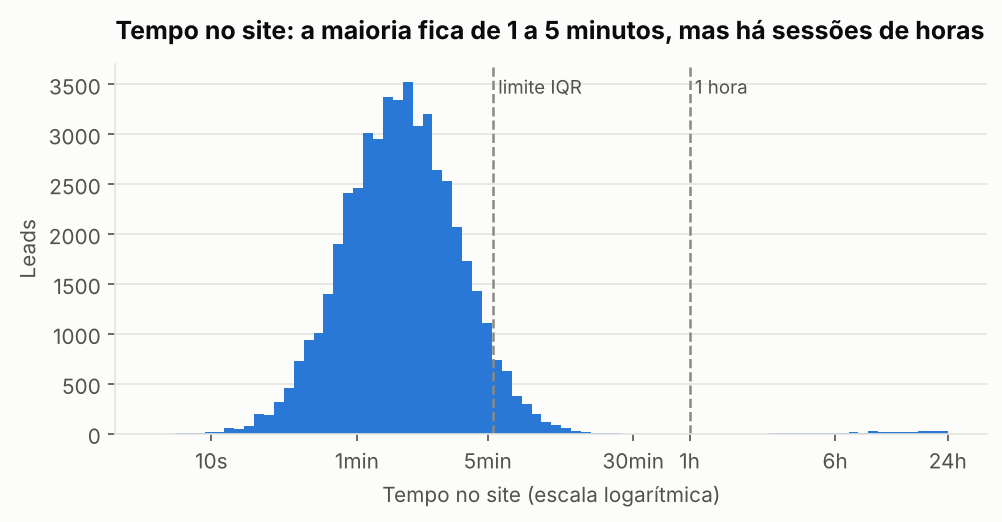 Tempo no site: a maioria fica de 1 a 5 minutos, mas há sessões de horas
limite IQR
1 hora
3500
3000
2500
2000
1500
1000
500
0
Leads
10s
1min
5min
30min
1h
6h
24h
Tempo no site (escala logarítmica)